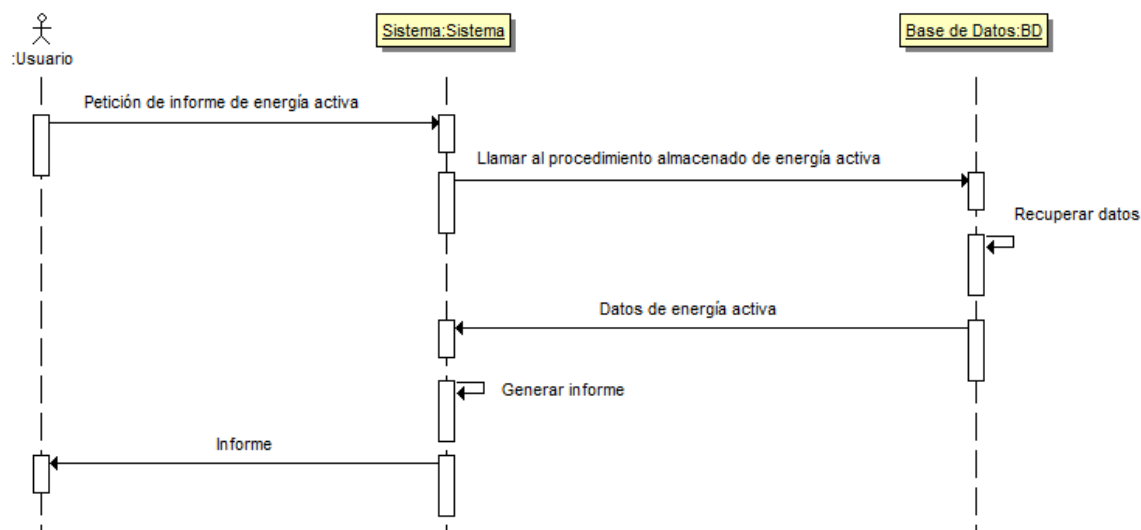 :Usuario
Sistema:Sistema
Base de Datos:BD
Petición de informe de energía activa
Llamar al procedimiento almacenado de energía activa
Recuperar datos
Datos de energía activa
Generar informe
Informe